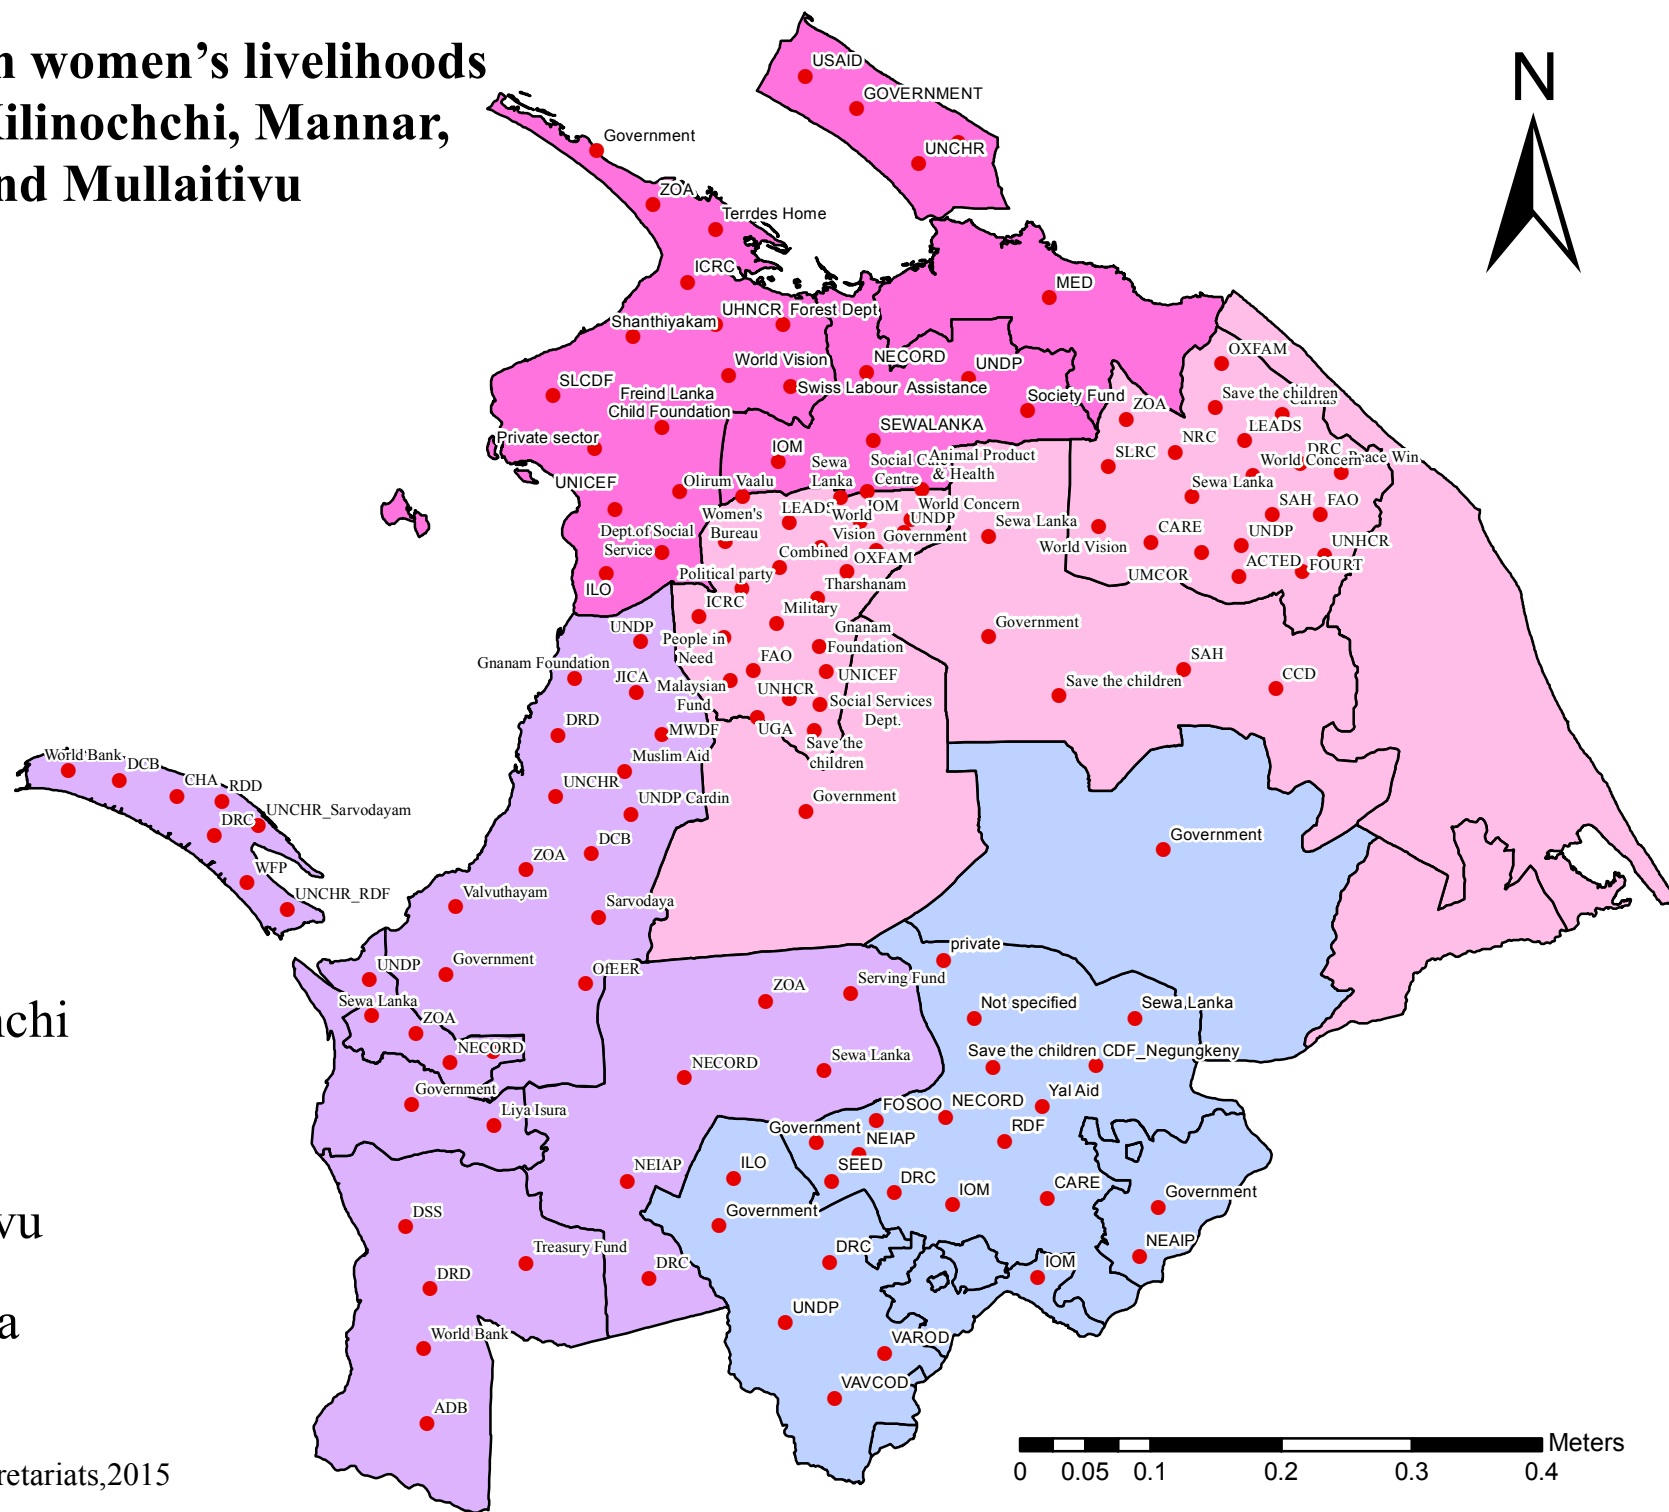 n women’s livelihoods
Kilinochchi, Mannar,
nd Mullaitivu
N
USAID
GOVERNMENT
UNCHR
Government
ZOA
Terrdes Home
ICRC
MED
UHNCR
Forest Dept
Shanthiyakam
World Vision
NECORD
UNDP
Swiss Labour Assistance
SLCDF
Freind Lanka
Child Foundation
Society Fund
Private sector
SEWALANKA
IOM
UNICEF
Olirum Vaalu
Social Care
Centre
Animal Product
& Health
Dept.of Social
Service
ILO
OXFAM
Save the children
Caritas
ZOA
LEADS
NRC
DRC
SLRC
World Concern
Peace Win
Sewa Lanka
SAH
FAO
CARE
UNDP
UNHCR
World Vision
UMCOR
ACTED
FOURT
Sewa
Lanka
Women's
Bureau
LEADS
World
Vision
IOM
World Concern
UNDP
Government
Sewa Lanka
Combined
OXFAM
Political party
Tharshanam
ICRC
Military
Gnanam
Foundation
People in
Need
FAO
UNICEF
Malaysian
Fund
UNHCR
Social Services
Dept.
UGA
Save the
children
Government
Government
SAH
Save the children
CCD
UNDP
Gnanam Foundation
JICA
DRD
MWDF
Muslim Aid
UNCHR
UNDP Cardin
DCB
ZOA
Valvuthayam
Sarvodaya
World Bank
DCB
CHA
RDD
UNCHR_Sarvodayam
DRC
WFP
UNCHR_RDF
UNDP
Government
OfEER
Sewa Lanka
ZOA
NECORD
Government
Liya Isura
ZOA
Serving Fund
NECORD
Sewa Lanka
NEIAP
DSS
Treasury Fund
DRC
DRD
World Bank
ADB
Government
private
Not specified
Sewa Lanka
Save the children
CDF_Negungkeny
Yal Aid
FOSOO
NECORD
RDF
Government
NEIAP
SEED
ILO
DRC
IOM
CARE
Government
Government
NEAIP
DRC
IOM
UNDP
VAROD
VAVCOD
nchi
vu
a
retariats,2015
Meters
0 0.05 0.1 0.2 0.3 0.4